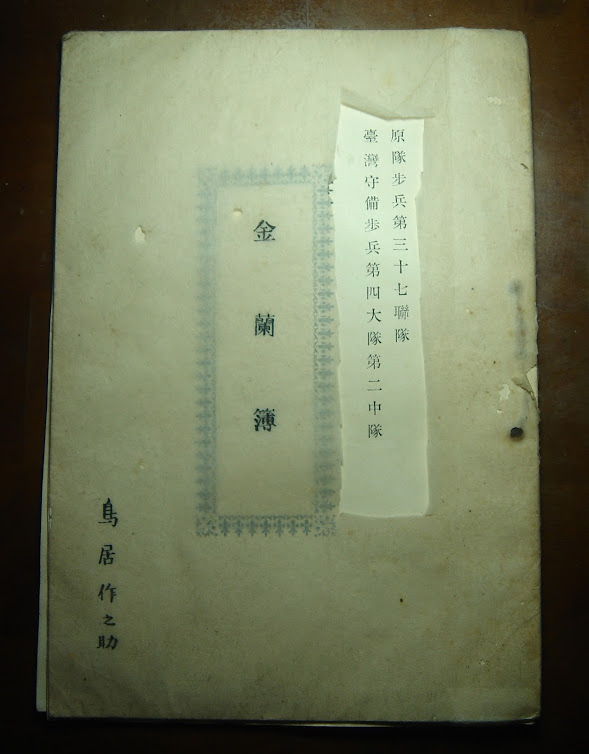 原隊步兵第三十七聯隊
臺灣守備步兵第四大隊第二中隊
金蘭簿
鳥居作之助